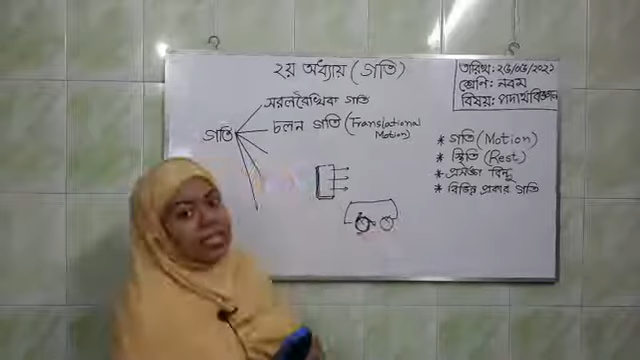 ২য় অধ্যায় (গতি)
তারিখ: ২৫/০৫/২০২১
শ্রেণি: নবম
বিষয়: পদার্থবিজ্ঞান
সরলরৈখিক গতি
গতি
চলন গতি (Translational
Motion)
* গতি (Motion)
* স্থিতি (Rest)
* প্রসঙ্গ বিন্দু
* বিভিন্ন প্রকার গতি